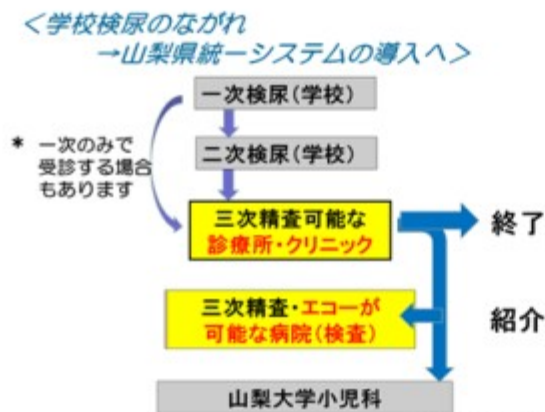 ＜学校検尿のながれ
→山梨県統一システムの導入へ＞
一次検尿(学校)
* 一次のみで
受診する場合
もあります
二次検尿(学校)
三次精査可能な
診療所・クリニック
終了
三次精査・エコーが
可能な病院(検査)
紹介
山梨大学小児科